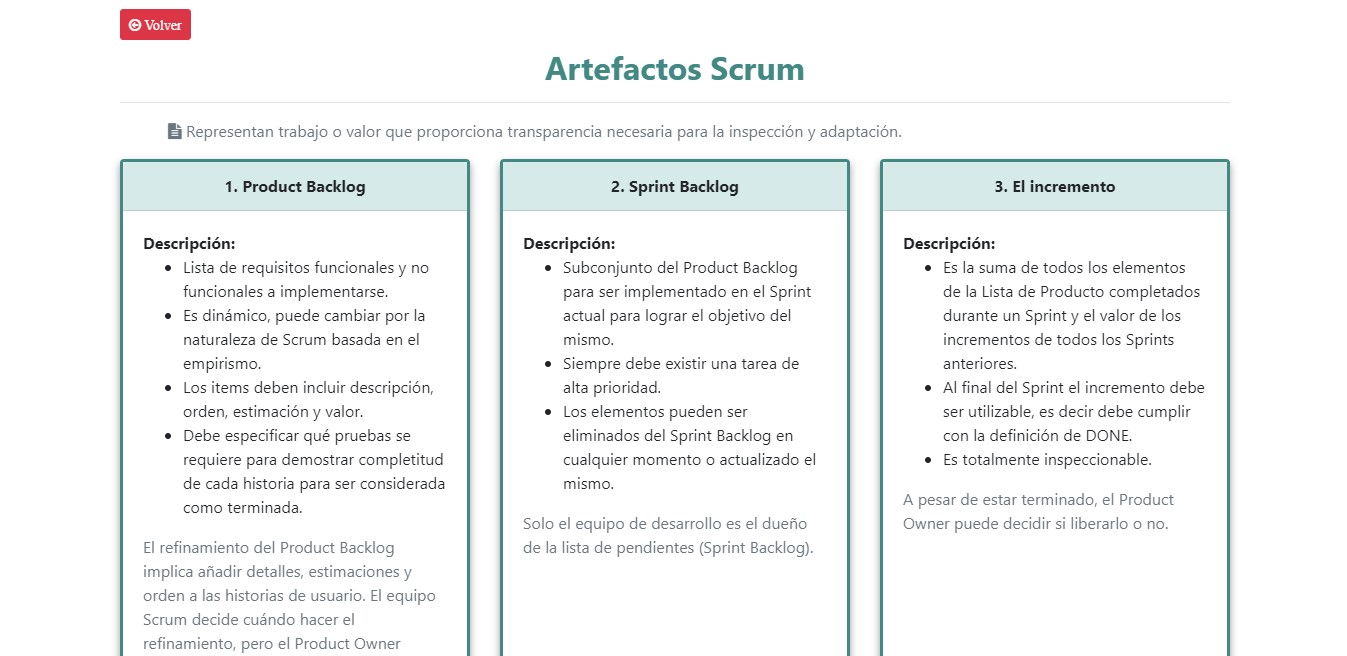 Volver
Artefactos Scrum
Representan trabajo o valor que proporciona transparencia necesaria para la inspección y adaptación.
1. Product Backlog
Descripción:
Lista de requisitos funcionales y no
funcionales a implementarse.
Es dinámico, puede cambiar por la
naturaleza de Scrum basada en el
empirismo.
Los items deben incluir descripción,
orden, estimación y valor.
Debe especificar qué pruebas se
requiere para demostrar completitud
de cada historia para ser considerada
como terminada.
El refinamiento del Product Backlog
implica añadir detalles, estimaciones y
orden a las historias de usuario. El equipo
Scrum decide cuándo hacer el
refinamiento, pero el Product Owner
2. Sprint Backlog
Descripción:
Subconjunto del Product Backlog
para ser implementado en el Sprint
actual para lograr el objetivo del
mismo.
Siempre debe existir una tarea de
alta prioridad.
Los elementos pueden ser
eliminados del Sprint Backlog en
cualquier momento o actualizado el
mismo.
Solo el equipo de desarrollo es el dueño
de la lista de pendientes (Sprint Backlog).
3. El incremento
Descripción:
Es la suma de todos los elementos
de la Lista de Producto completados
durante un Sprint y el valor de los
incrementos de todos los Sprints
anteriores.
Al final del Sprint el incremento debe
ser utilizable, es decir debe cumplir
con la definición de DONE.
Es totalmente inspeccionable.
A pesar de estar terminado, el Product
Owner puede decidir si liberarlo o no.